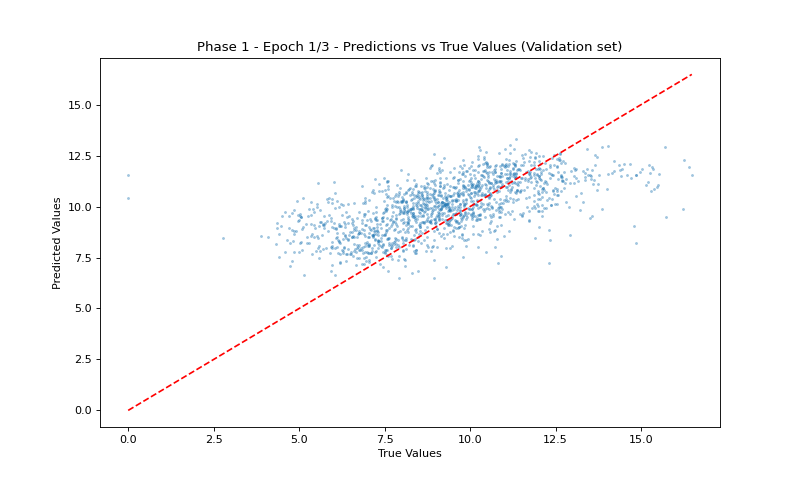 Phase 1 - Epoch 1/3 - Predictions vs True Values (Validation set)
15.0
12.5
10.0
7.5
5.0
2.5
0.0
Predicted Values
0.0 2.5 5.0 7.5 10.0 12.5 15.0
True Values